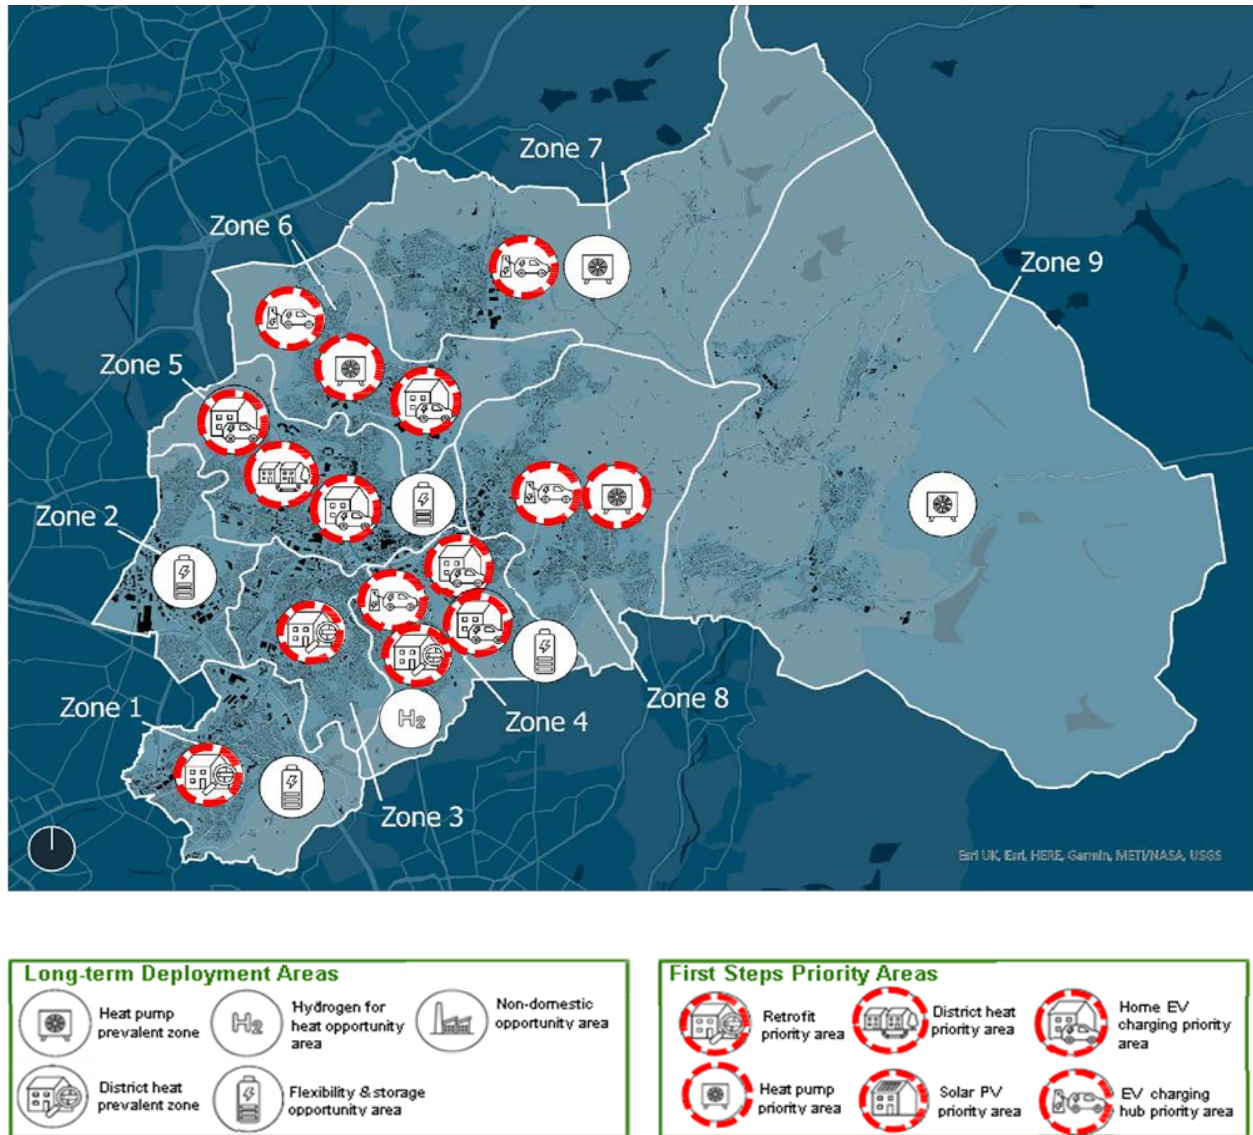 Zone 7
Zone 6
Zone 9
Zone 5
Zone 2
Zone 8
Zone 1
Zone 4
H2
Zone 3
Esri UK, Esri, HERE, Garmin, METI/NASA, USGS
Long-term Deployment Areas
Heat pump
prevalent zone
H2
Hydrogen for
heat opportunity
area
Non-domestic
opportunity area
District heat
prevalent zone
Flexibility & storage
opportunity area
First Steps Priority Areas
Retrofit
priority area
District heat
priority area
Home EV
charging priority
area
Heat pump
priority area
Solar PV
priority area
EV charging
hub priority area